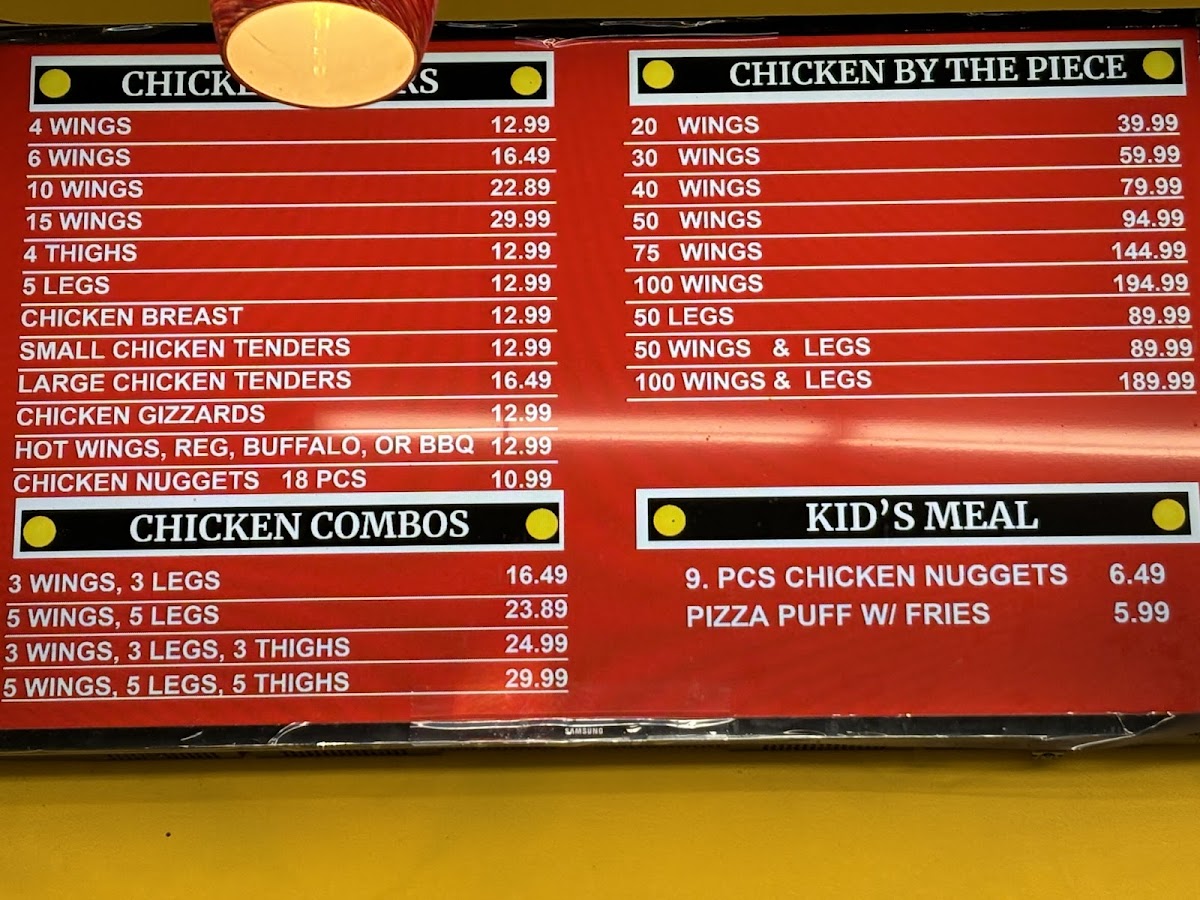 CHICKEN BY THE PIECE
4 WINGS 12.99
6 WINGS 16.49
10 WINGS 22.89
15 WINGS 29.99
4 THIGHS 12.99
5 LEGS 12.99
CHICKEN BREAST 12.99
SMALL CHICKEN TENDERS 12.99
LARGE CHICKEN TENDERS 16.49
CHICKEN GIZZARDS 12.99
HOT WINGS, REG, BUFFALO, OR BBQ 12.99
CHICKEN NUGGETS 18 PCS 10.99
CHICKEN COMBOS
3 WINGS, 3 LEGS 16.49
5 WINGS, 5 LEGS 23.89
3 WINGS, 3 LEGS, 3 THIGHS 24.99
5 WINGS, 5 LEGS, 5 THIGHS 29.99
20 WINGS 39.99
30 WINGS 59.99
40 WINGS 79.99
50 WINGS 94.99
75 WINGS 144.99
100 WINGS 194.99
50 LEGS 89.99
50 WINGS & LEGS 89.99
100 WINGS & LEGS 189.99
KID'S MEAL
9. PCS CHICKEN NUGGETS 6.49
PIZZA PUFF W/ FRIES 5.99
SAMSUNG